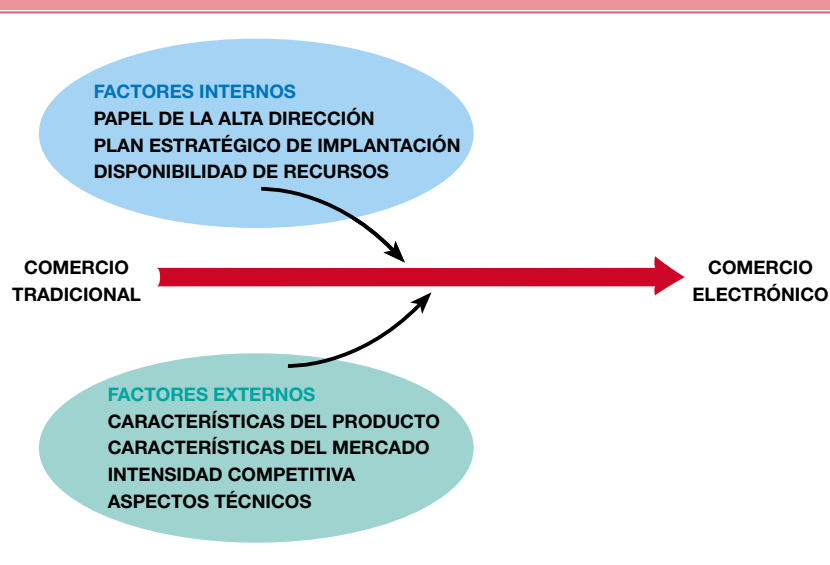 FACTORES INTERNOS
PAPEL DE LA ALTA DIRECCIÓN
PLAN ESTRATÉGICO DE IMPLANTACIÓN
DISPONIBILIDAD DE RECURSOS
COMERCIO
TRADICIONAL
COMERCIO
ELECTRÓNICO
FACTORES EXTERNOS
CARACTERÍSTICAS DEL PRODUCTO
CARACTERÍSTICAS DEL MERCADO
INTENSIDAD COMPETITIVA
ASPECTOS TÉCNICOS